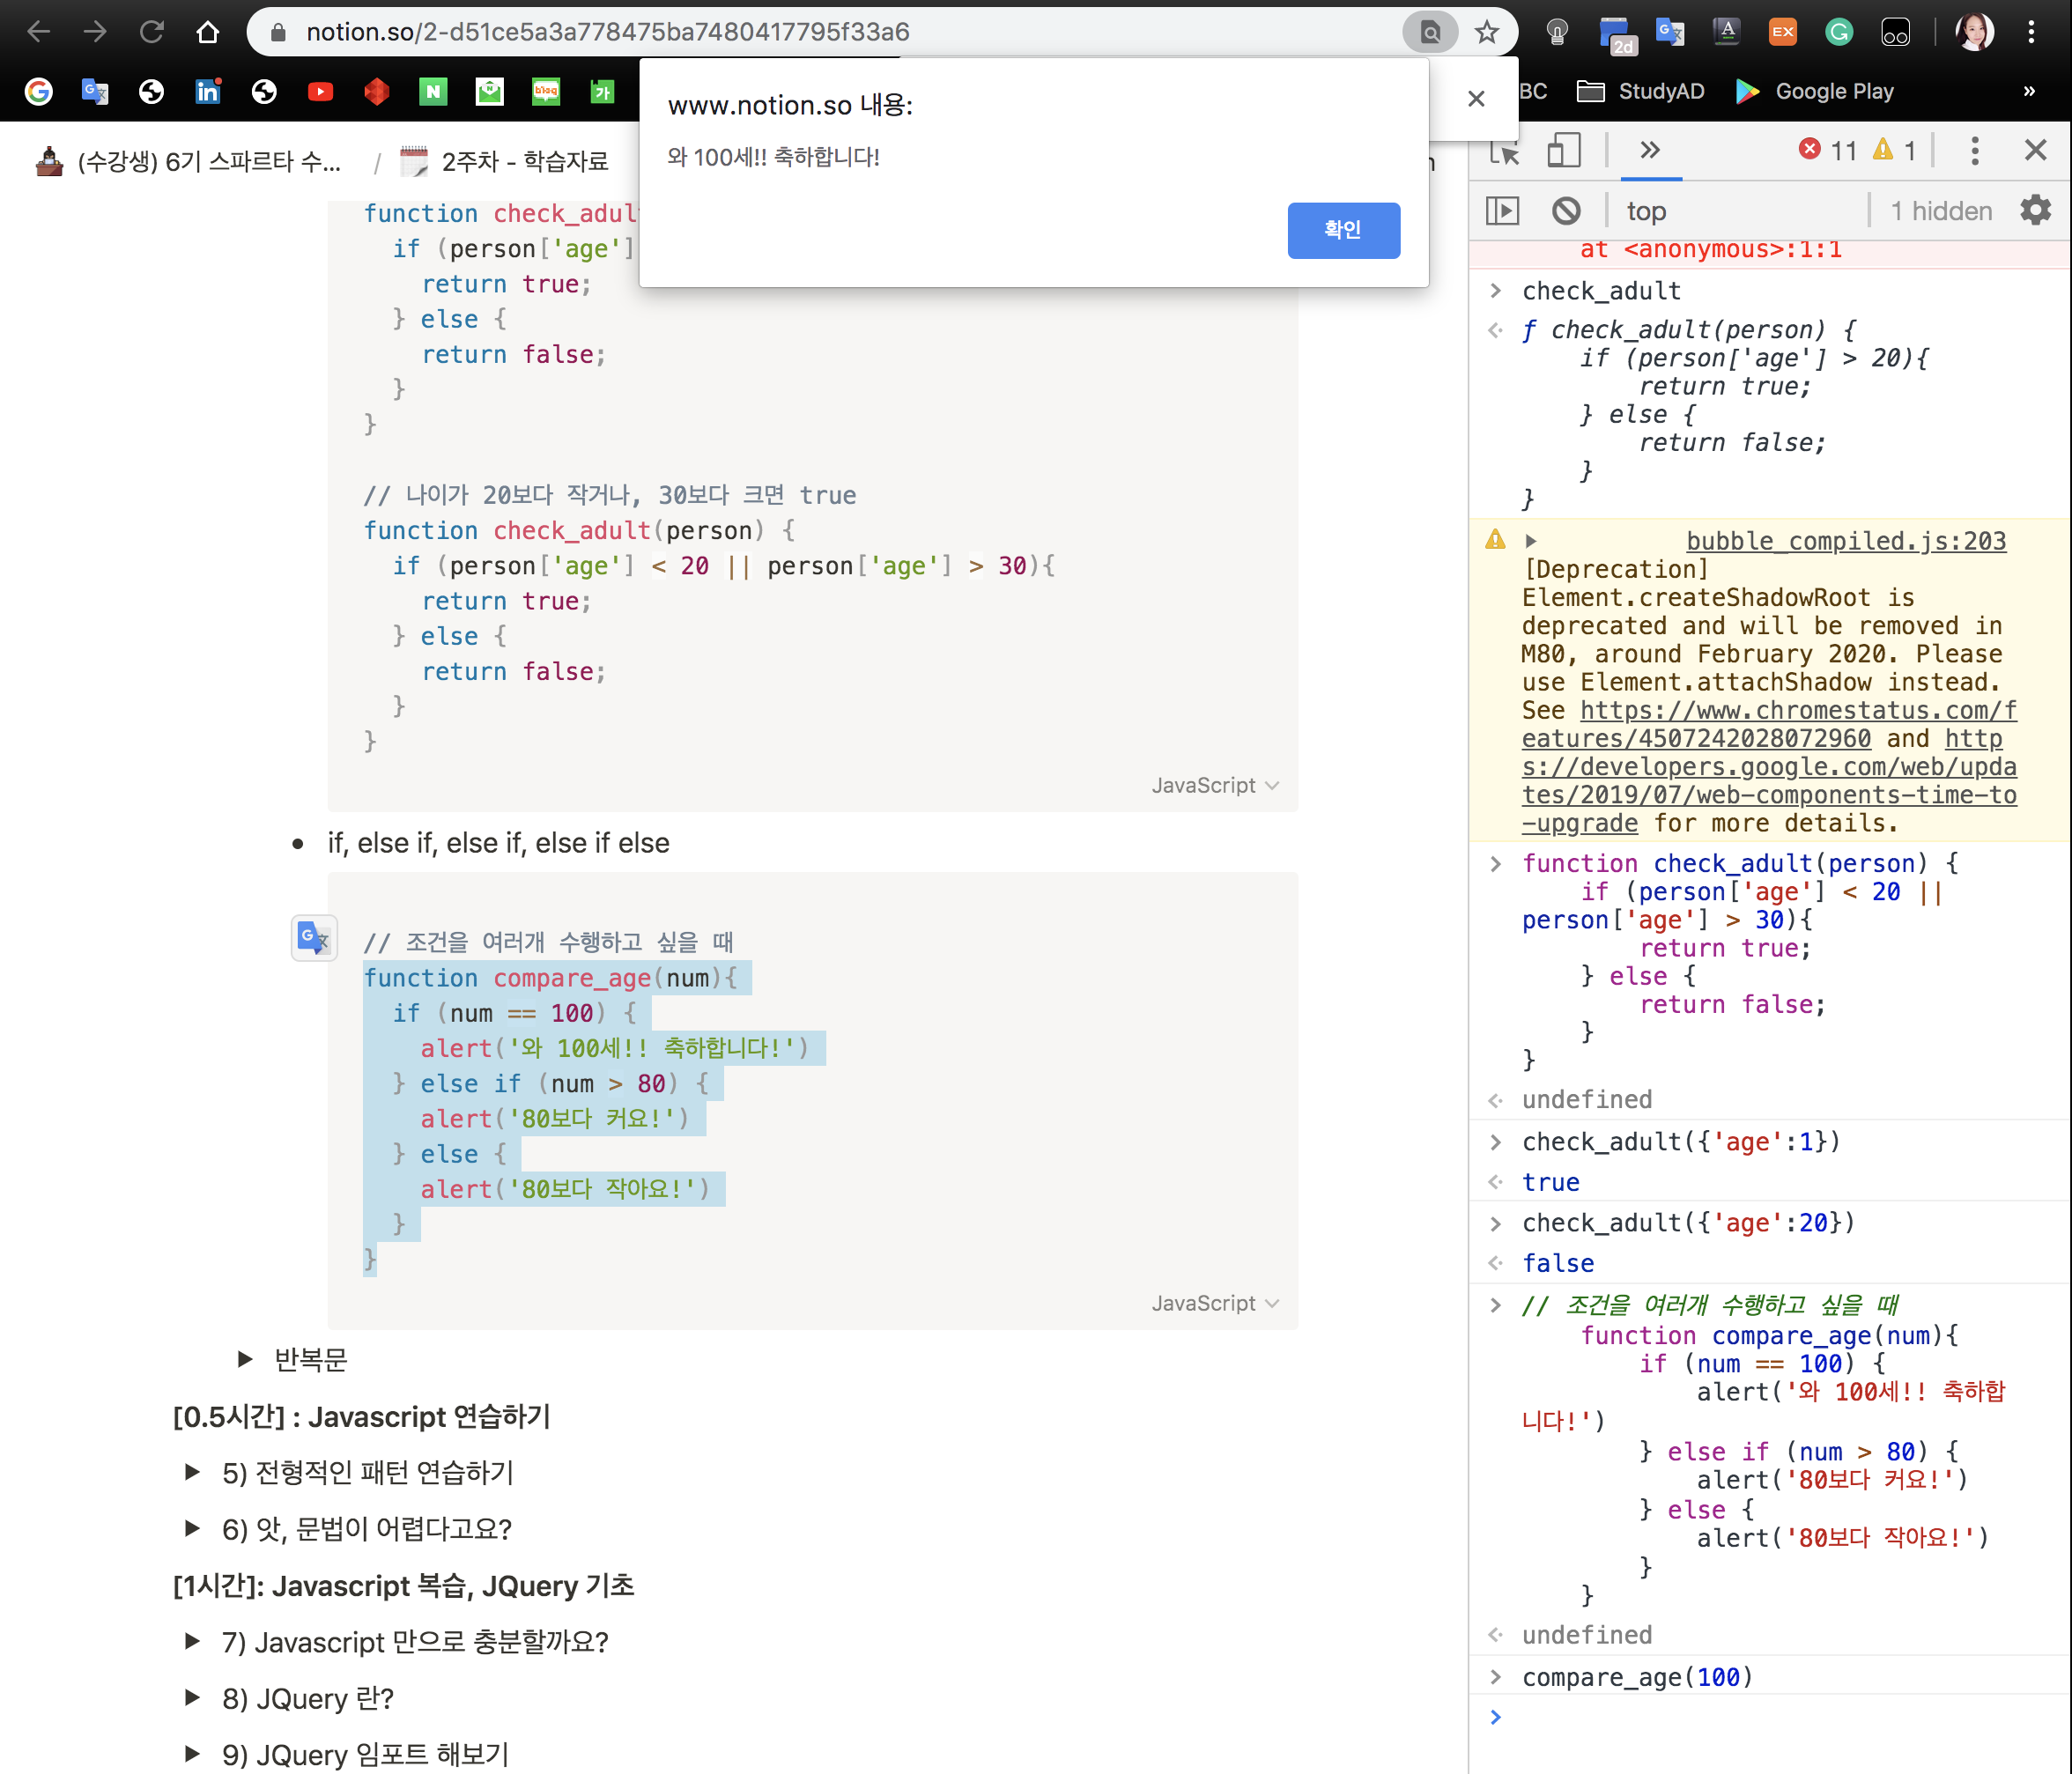 notion.so/2-d51ce5a3a778475ba7480417795f33a6
2d
EX
BC
StudyAD
Google Play
www.notion.so 내용:
와 100세!! 축하합니다!
확인
(수강생) 6기 스파르타 수...
/
2주차 - 학습자료
function check_adul
if (person['age']
return true;
} else {
return false;
}
}
// 나이가 20보다 작거나, 30보다 크면 true
function check_adult(person) {
if (person['age'] < 20 || person['age'] > 30){
return true;
} else {
return false;
}
}
JavaScript
• if, else if, else if, else if else
// 조건을 여러개 수행하고 싶을 때
function compare_age(num){
if (num == 100) {
alert('와 100세!! 축하합니다!')
} else if (num > 80) {
alert('80보다 커요!')
} else {
alert('80보다 작아요!')
}
}
JavaScript
반복문
[0.5시간] : Javascript 연습하기
5) 전형적인 패턴 연습하기
6) 앗, 문법이 어렵다고요?
[1시간]: Javascript 복습, JQuery 기초
7) Javascript 만으로 충분할까요?
8) JQuery 란?
9) JQuery 임포트 해보기
11
1
top
1 hidden
at <anonymous>:1:1
check_adult
ƒ check_adult(person) {
if (person['age'] > 20){
return true;
} else {
return false;
}
}
bubble_compiled.js:203
[Deprecation]
Element.createShadowRoot is
deprecated and will be removed in
M80, around February 2020. Please
use Element.attachShadow instead.
See https://www.chromestatus.com/f
eatures/4507242028072960 and http
s://developers.google.com/web/upda
tes/2019/07/web-components-time-to
-upgrade for more details.
function check_adult(person) {
if (person['age'] < 20 ||
person['age'] > 30){
return true;
} else {
return false;
}
}
undefined
check_adult({'age':1})
true
check_adult({'age':20})
false
// 조건을 여러개 수행하고 싶을 때
function compare_age(num){
if (num == 100) {
alert('와 100세!! 축하합
니다!')
} else if (num > 80) {
alert('80보다 커요!')
} else {
alert('80보다 작아요!')
}
}
undefined
compare_age(100)